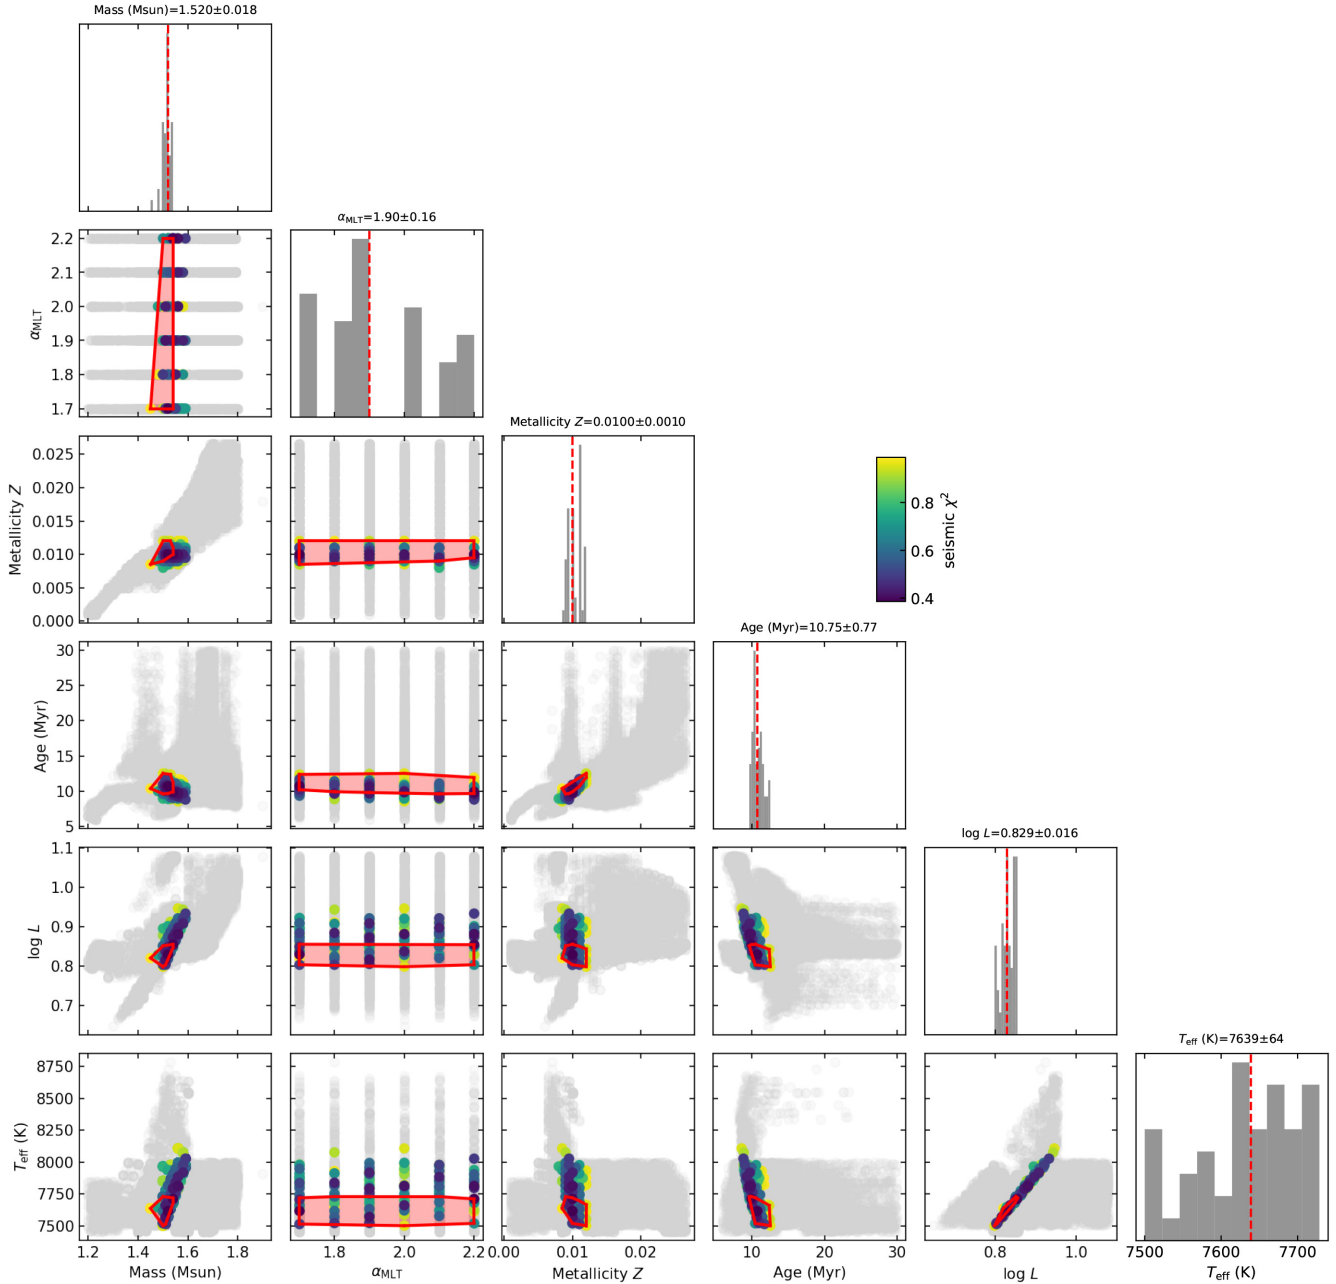 Mass (Msun)=1.520±0.018
α_MLT=1.90±0.16
2.2
2.1
2.0
1.9
1.8
1.7
α_MLT
Metallicity Z=0.0100±0.0010
0.025
0.020
0.015
0.010
0.005
0.000
Metallicity Z
0.8
0.6
0.4
seismic χ²
Age (Myr)=10.75±0.77
30
25
20
15
10
5
Age (Myr)
log L=0.829±0.016
1.1
1.0
0.9
0.8
0.7
log L
T_eff (K)=7639±64
8750
8500
8250
8000
7750
7500
T_eff (K)
1.2 1.4 1.6 1.8
1.8 2.0 2.2
0.00 0.01 0.02
10 20 30
0.8 1.0
7500 7600 7700
Mass (Msun)
α_MLT
Metallicity Z
Age (Myr)
log L
T_eff (K)